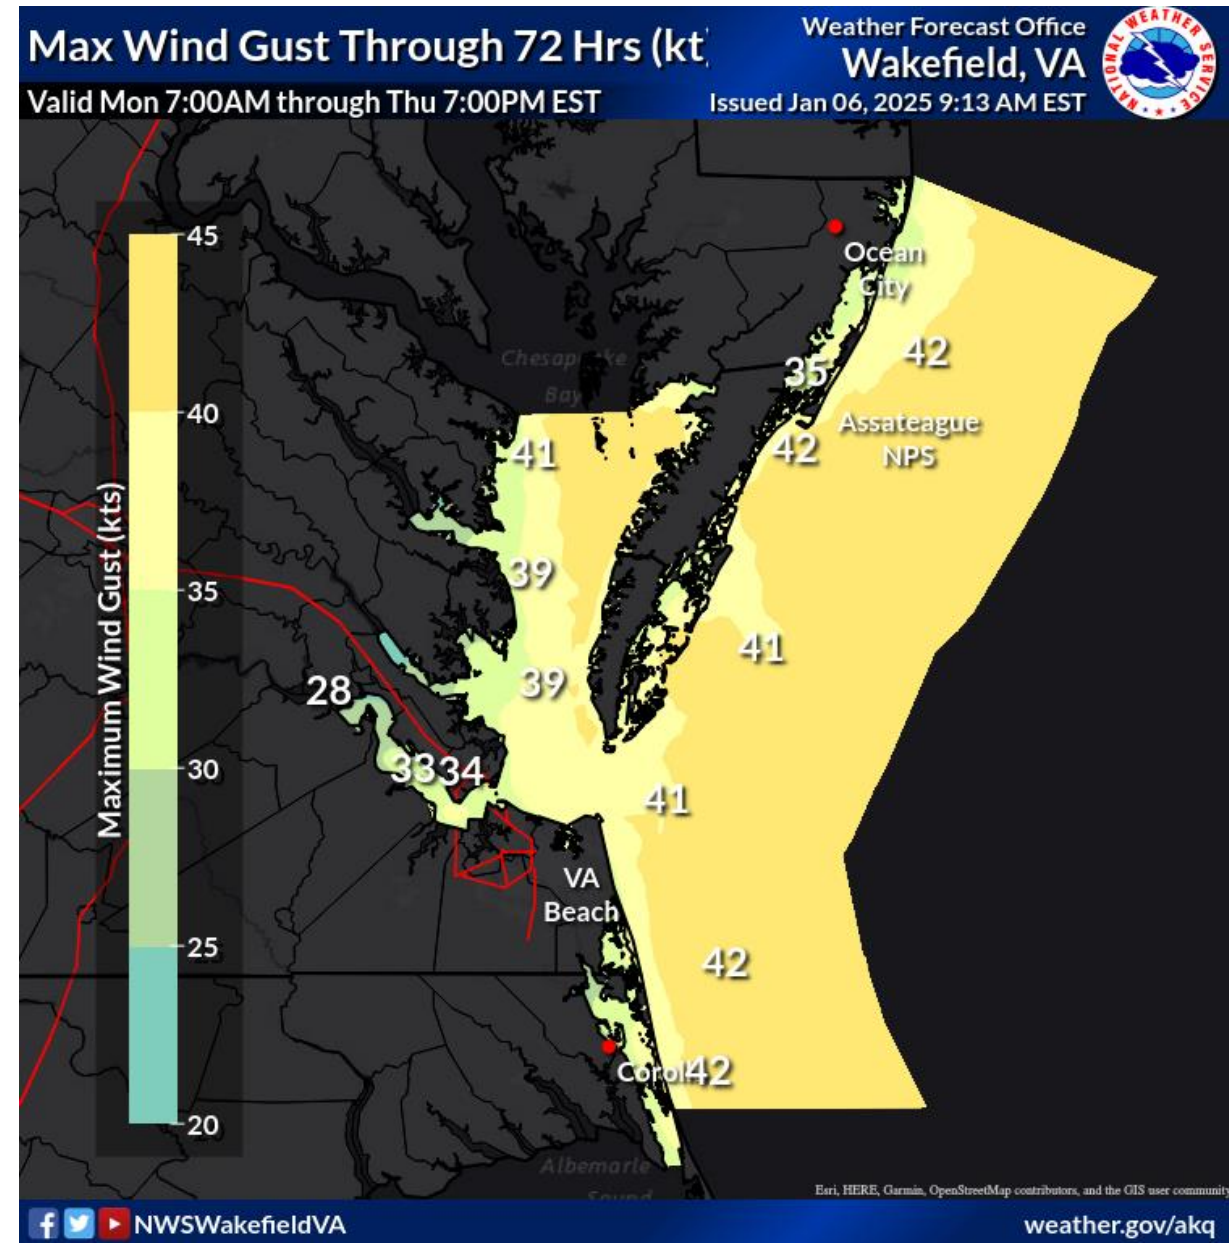 Max Wind Gust Through 72 Hrs (kt)
Valid Mon 7:00AM through Thu 7:00PM EST
Weather Forecast Office
Wakefield, VA
Issued Jan 06, 2025 9:13 AM EST
NATIONAL WEATHER SERVICE
Ocean
City
Chesapeake
Bay
42
35
Assateague
NPS
42
41
39
41
39
28
33
34
41
VA
Beach
42
Corolla
42
Albemarle
Sound
Maximum Wind Gust (kts)
45
40
35
30
25
20
Esri, HERE, Garmin, OpenStreetMap contributors, and the GIS user community
NWSWakefieldVA
weather.gov/akq